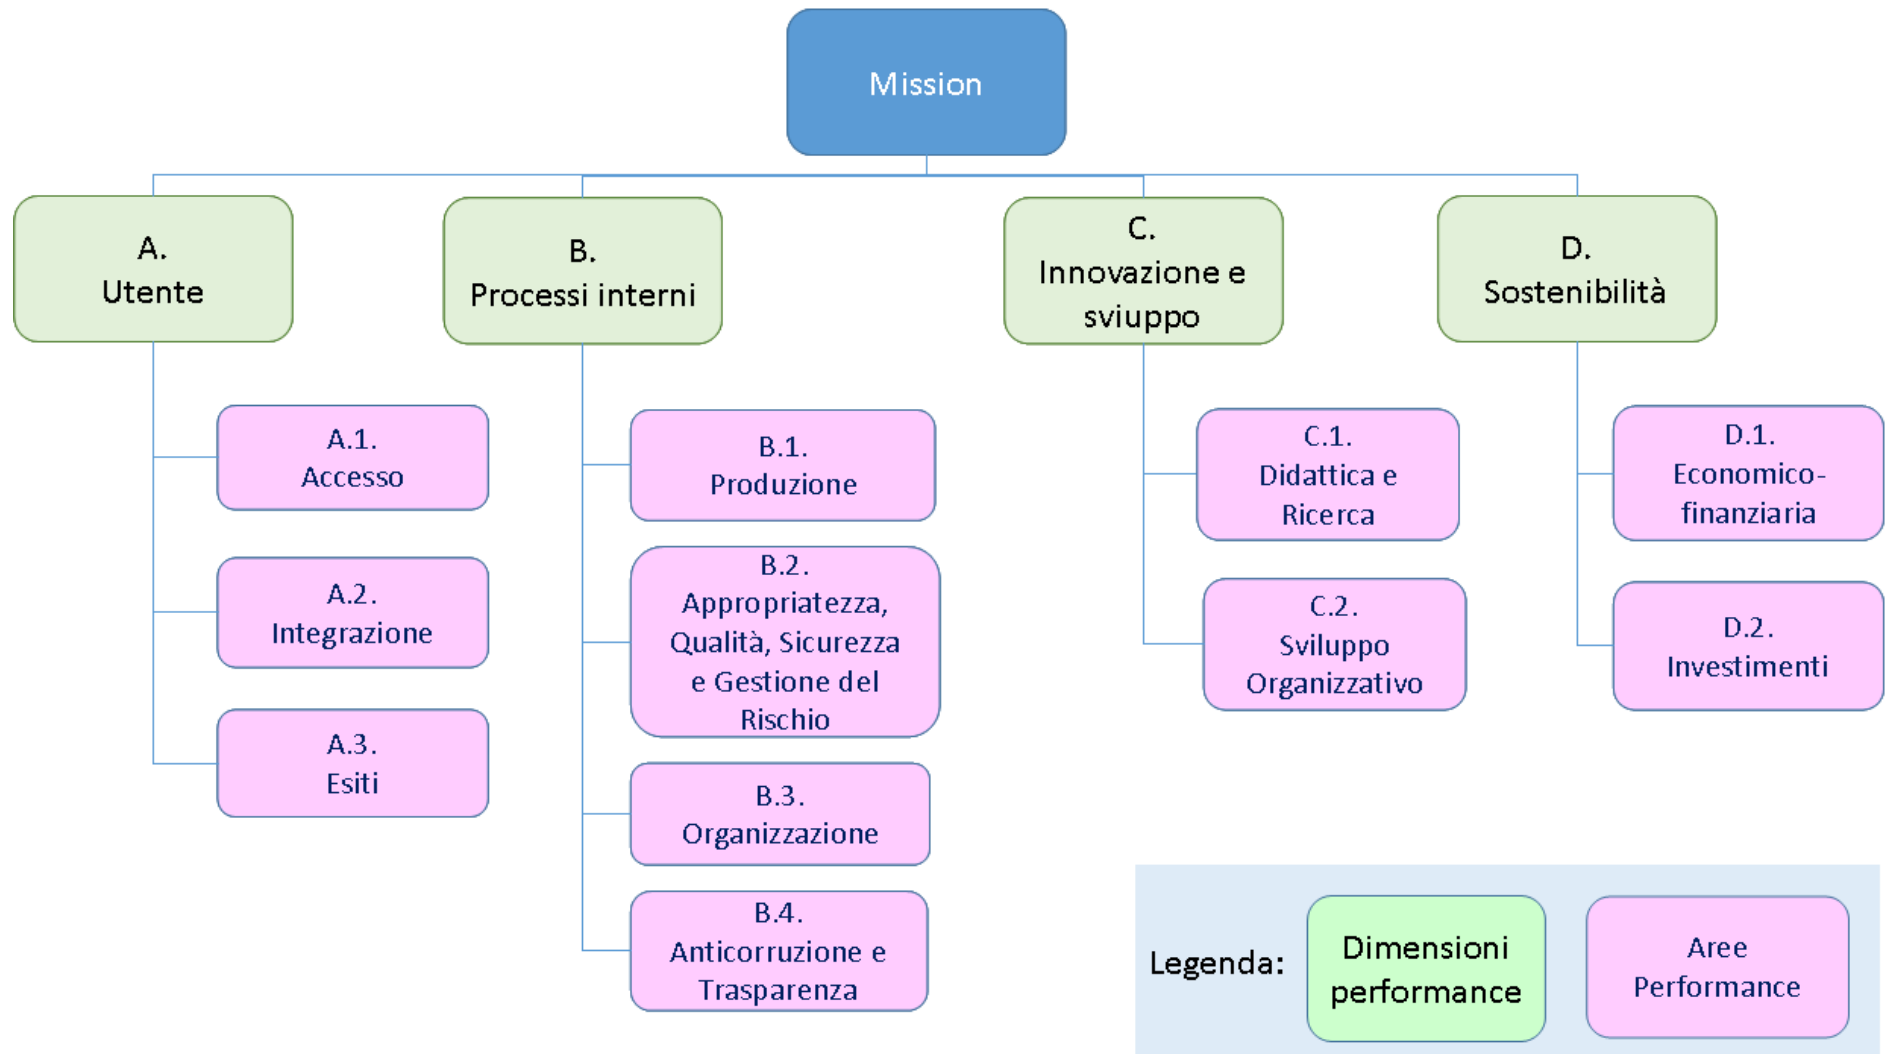 Mission
A.
Utente
B.
Processi interni
C.
Innovazione e
sviuppo
D.
Sostenibilità
A.1.
Accesso
A.2.
Integrazione
A.3.
Esiti
B.1.
Produzione
B.2.
Appropriatezza,
Qualità, Sicurezza
e Gestione del
Rischio
B.3.
Organizzazione
B.4.
Anticorruzione e
Trasparenza
C.1.
Didattica e
Ricerca
C.2.
Sviluppo
Organizzativo
D.1.
Economico-
finanziaria
D.2.
Investimenti
Legenda:
Dimensioni
performance
Aree
Performance